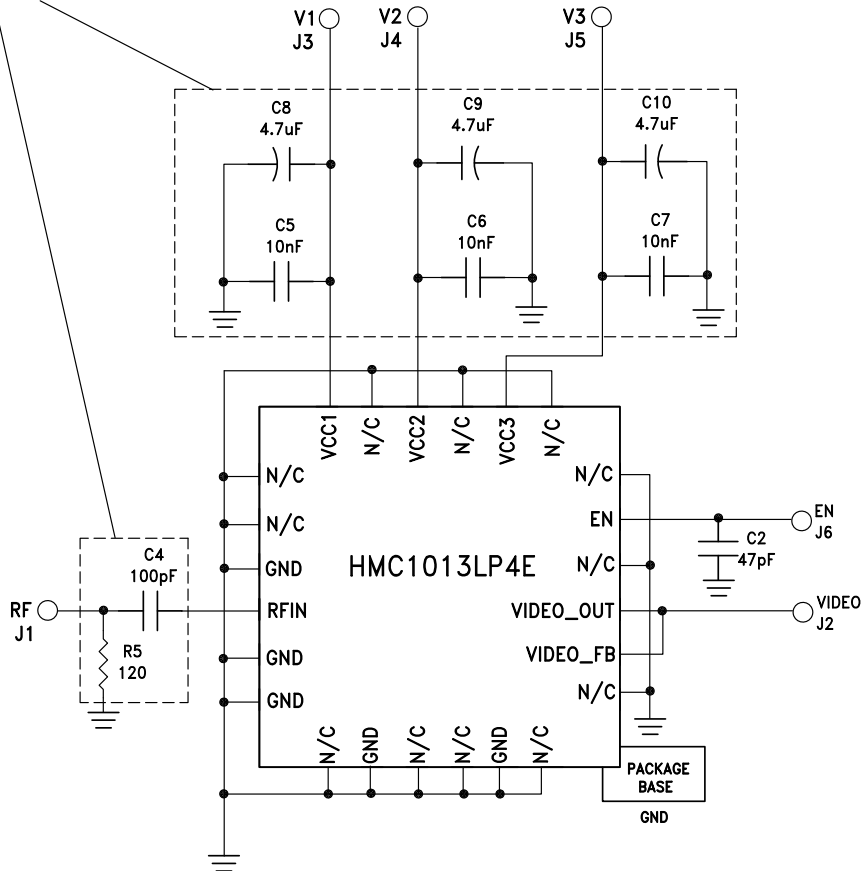 V1
J3
V2
J4
V3
J5
C8
4.7uF
C9
4.7uF
C10
4.7uF
C5
10nF
C6
10nF
C7
10nF
VCC1
N/C
VCC2
N/C
VCC3
N/C
N/C
N/C
GND
RFIN
GND
GND
HMC1013LP4E
N/C
EN
N/C
VIDEO_OUT
VIDEO_FB
N/C
EN
J6
C2
47pF
VIDEO
J2
C4
100pF
RF
J1
R5
120
N/C
GND
N/C
N/C
GND
N/C
PACKAGE
BASE
GND